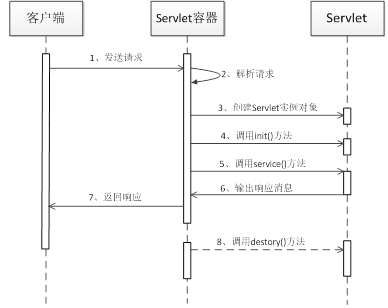 客户端
Servlet容器
Servlet
1、发送请求
2、解析请求
3、创建Servlet实例对象
4、调用init()方法
5、调用service()方法
6、输出响应消息
7、返回响应
8、调用destory()方法